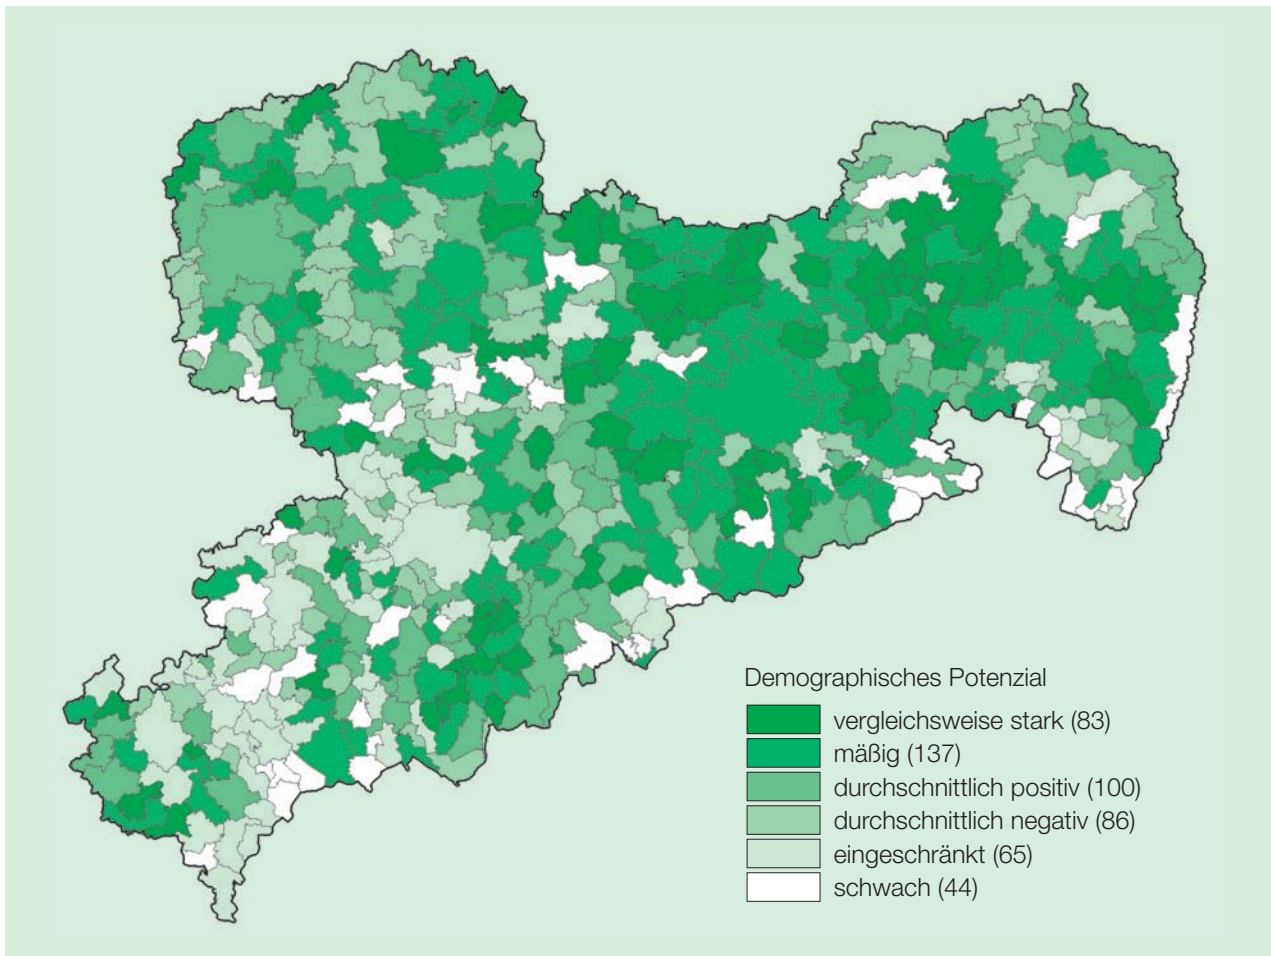 Demographisches Potenzial
vergleichsweise stark (83)
mäßig (137)
durchschnittlich positiv (100)
durchschnittlich negativ (86)
eingeschränkt (65)
schwach (44)